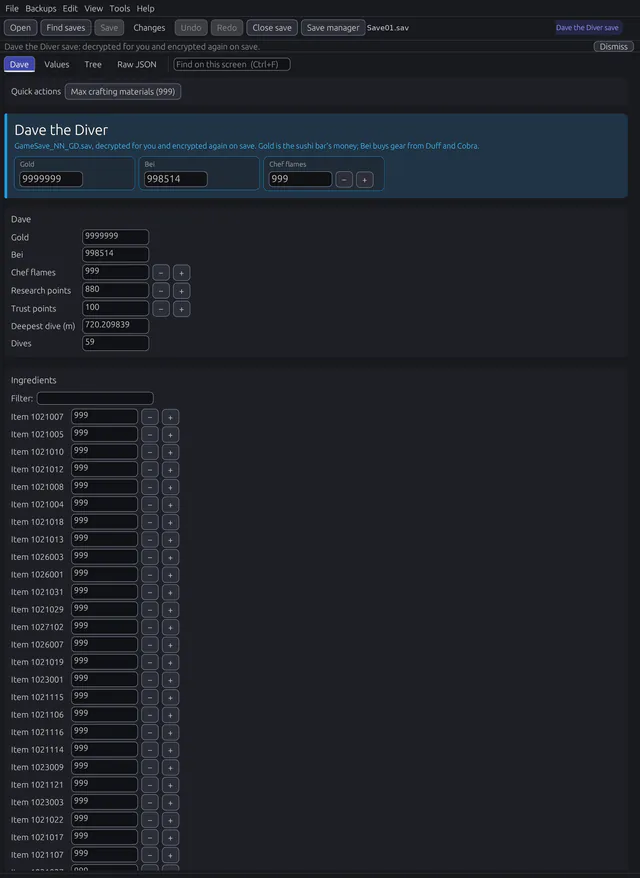 File Backups Edit View Tools Help
Open Find saves Save Changes Undo Redo Close save Save manager Save01.sav Dave the Diver save
Dave the Diver save: decrypted for you and encrypted again on save. Dismiss
Dave Values Tree Raw JSON Find on this screen (Ctrl+F)
Quick actions Max crafting materials (999)
Dave the Diver
GameSave_NN_GD.sav, decrypted for you and encrypted again on save. Gold is the sushi bar's money; Bei buys gear from Duff and Cobra.
Gold Bei Chef flames
9999999 998514 999 − +
Dave
Gold 9999999
Bei 998514
Chef flames 999 − +
Research points 880 − +
Trust points 100 − +
Deepest dive (m) 720.209839
Dives 59
Ingredients
Filter:
Item 1021007 999 − +
Item 1021005 999 − +
Item 1021010 999 − +
Item 1021012 999 − +
Item 1021008 999 − +
Item 1021004 999 − +
Item 1021018 999 − +
Item 1021013 999 − +
Item 1026003 999 − +
Item 1026001 999 − +
Item 1021031 999 − +
Item 1021029 999 − +
Item 1027102 999 − +
Item 1026007 999 − +
Item 1021019 999 − +
Item 1023001 999 − +
Item 1021115 999 − +
Item 1021106 999 − +
Item 1021116 999 − +
Item 1021114 999 − +
Item 1023009 999 − +
Item 1021121 999 − +
Item 1023003 999 − +
Item 1021022 999 − +
Item 1021017 999 − +
Item 1021107 999 − +